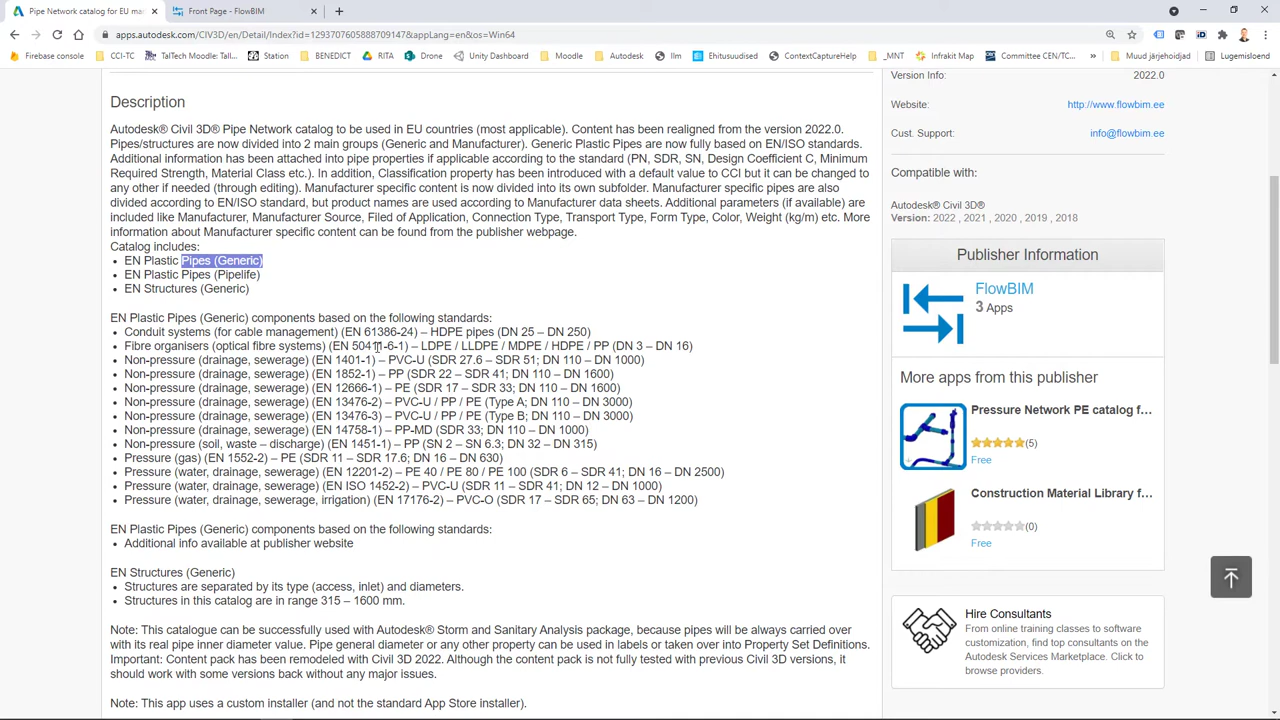 Pipe Network catalog for EU mar
Front Page - FlowBIM
apps.autodesk.com/CIV3D/en/Detail/Index?id=1293707605888709147&appLang=en&os=Win64
Firebase console
CCI-TC
TalTech Moodle: Tall...
Station
BENEDICT
RITA
Drone
Unity Dashboard
Moodle
Autodesk
Ilm
Ehitusuudised
ContextCaptureHelp
_MNT
Infrakit Map
Committee CEN/TC...
»
Muud järjehoidjad
Lugemisloend
Description
Autodesk® Civil 3D® Pipe Network catalog to be used in EU countries (most applicable). Content has been realigned from the version 2022.0.
Pipes/structures are now divided into 2 main groups (Generic and Manufacturer). Generic Plastic Pipes are now fully based on EN/ISO standards.
Additional information has been attached into pipe properties if applicable according to the standard (PN, SDR, SN, Design Coefficient C, Minimum
Required Strength, Material Class etc.). In addition, Classification property has been introduced with a default value to CCI but it can be changed to
any other if needed (through editing). Manufacturer specific content is now divided into its own subfolder. Manufacturer specific pipes are also
divided according to EN/ISO standard, but product names are used according to Manufacturer data sheets. Additional parameters (if available) are
included like Manufacturer, Manufacturer Source, Filed of Application, Connection Type, Transport Type, Form Type, Color, Weight (kg/m) etc. More
information about Manufacturer specific content can be found from the publisher webpage.
Catalog includes:
• EN Plastic Pipes (Generic)
• EN Plastic Pipes (Pipelife)
• EN Structures (Generic)
EN Plastic Pipes (Generic) components based on the following standards:
• Conduit systems (for cable management) (EN 61386-24) – HDPE pipes (DN 25 – DN 250)
• Fibre organisers (optical fibre systems) (EN 50411-6-1) – LDPE / LLDPE / MDPE / HDPE / PP (DN 3 – DN 16)
• Non-pressure (drainage, sewerage) (EN 1401-1) – PVC-U (SDR 27.6 – SDR 51; DN 110 – DN 1000)
• Non-pressure (drainage, sewerage) (EN 1852-1) – PP (SDR 22 – SDR 41; DN 110 – DN 1600)
• Non-pressure (drainage, sewerage) (EN 12666-1) – PE (SDR 17 – SDR 33; DN 110 – DN 1600)
• Non-pressure (drainage, sewerage) (EN 13476-2) – PVC-U / PP / PE (Type A; DN 110 – DN 3000)
• Non-pressure (drainage, sewerage) (EN 13476-3) – PVC-U / PP / PE (Type B; DN 110 – DN 3000)
• Non-pressure (drainage, sewerage) (EN 14758-1) – PP-MD (SDR 33; DN 110 – DN 1000)
• Non-pressure (soil, waste – discharge) (EN 1451-1) – PP (SN 2 – SN 6.3; DN 32 – DN 315)
• Pressure (gas) (EN 1552-2) – PE (SDR 11 – SDR 17.6; DN 16 – DN 630)
• Pressure (water, drainage, sewerage) (EN 12201-2) – PE 40 / PE 80 / PE 100 (SDR 6 – SDR 41; DN 16 – DN 2500)
• Pressure (water, drainage, sewerage) (EN ISO 1452-2) – PVC-U (SDR 11 – SDR 41; DN 12 – DN 1000)
• Pressure (water, drainage, sewerage, irrigation) (EN 17176-2) – PVC-O (SDR 17 – SDR 65; DN 63 – DN 1200)
EN Plastic Pipes (Generic) components based on the following standards:
• Additional info available at publisher website
EN Structures (Generic)
• Structures are separated by its type (access, inlet) and diameters.
• Structures in this catalog are in range 315 – 1600 mm.
Note: This catalogue can be successfully used with Autodesk® Storm and Sanitary Analysis package, because pipes will be always carried over
with its real pipe inner diameter value. Pipe general diameter or any other property can be used in labels or taken over into Property Set Definitions.
Important: Content pack has been remodeled with Civil 3D 2022. Although the content pack is not fully tested with previous Civil 3D versions, it
should work with some versions back without any major issues.
Note: This app uses a custom installer (and not the standard App Store installer).
Version Info: 2022.0
Website: http://www.flowbim.ee
Cust. Support: info@flowbim.ee
Compatible with:
Autodesk® Civil 3D®
Version: 2022 , 2021 , 2020 , 2019 , 2018
Publisher Information
FlowBIM
3 Apps
More apps from this publisher
Pressure Network PE catalog f...
(5)
Free
Construction Material Library f...
(0)
Free
Hire Consultants
From online training classes to software
customization, find top consultants on the
Autodesk Services Marketplace. Click to
browse providers.